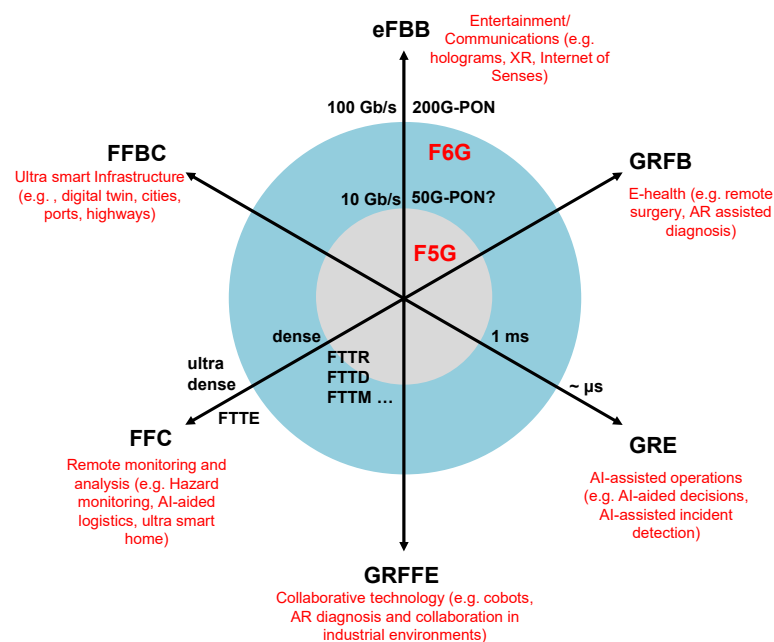 eFBB
Entertainment/
Communications (e.g.
holograms, XR, Internet of
Senses)
100 Gb/s
200G-PON
F6G
FFBC
Ultra smart Infrastructure
(e.g. , digital twin, cities,
ports, highways)
GRFB
E-health (e.g. remote
surgery, AR assisted
diagnosis)
10 Gb/s
50G-PON?
F5G
dense
1 ms
FTTR
FTTD
FTTM …
ultra
dense
~ µs
FTTE
FFC
Remote monitoring and
analysis (e.g. Hazard
monitoring, AI-aided
logistics, ultra smart
home)
GRE
AI-assisted operations
(e.g. AI-aided decisions,
AI-assisted incident
detection)
GRFFE
Collaborative technology (e.g. cobots,
AR diagnosis and collaboration in
industrial environments)